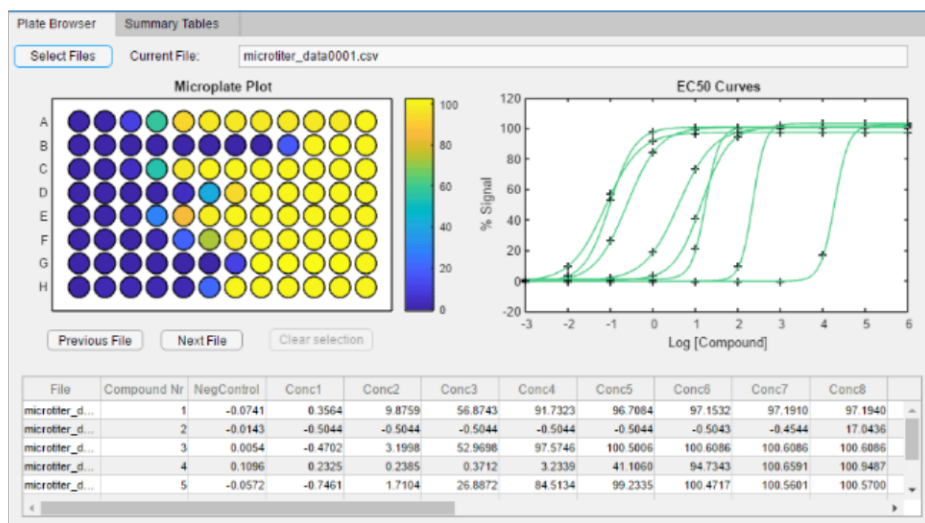 Plate Browser Summary Tables
Select Files Current File: microtiter_data0001.csv
Microplate Plot
A
B
C
D
E
F
G
H
100
80
60
40
20
0
EC50 Curves
120
100
80
60
40
20
0
-20
% Signal
-3 -2 -1 0 1 2 3 4 5 6
Log [Compound]
Previous File Next File Clear selection
File Compound Nr NegControl Conc1 Conc2 Conc3 Conc4 Conc5 Conc6 Conc7 Conc8
microtiter_d... 1 -0.0741 0.3564 9.8759 56.8743 91.7323 96.7084 97.1532 97.1910 97.1940
microtiter_d... 2 -0.0143 -0.5044 -0.5044 -0.5044 -0.5044 -0.5044 -0.5043 -0.4544 17.0436
microtiter_d... 3 0.0054 -0.4702 3.1998 52.9698 97.5746 100.5006 100.6086 100.6086 100.6086
microtiter_d... 4 0.1096 0.2325 0.2385 0.3712 3.2339 41.1060 94.7343 100.6591 100.9487
microtiter_d... 5 -0.0572 -0.7461 1.7104 26.8872 84.5134 99.2335 100.4717 100.5601 100.5700